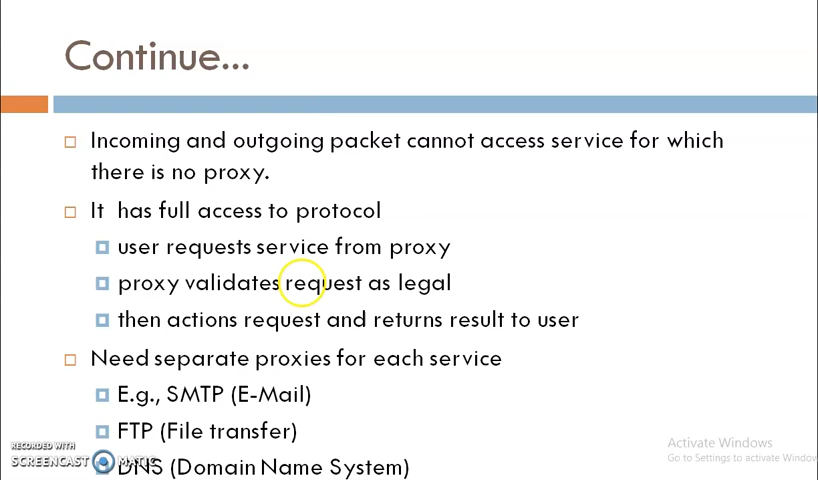 Continue...
Incoming and outgoing packet cannot access service for which
there is no proxy.
It has full access to protocol
user requests service from proxy
proxy validates request as legal
then actions request and returns result to user
Need separate proxies for each service
E.g., SMTP (E-Mail)
FTP (File transfer)
DNS (Domain Name System)
Activate Windows
Go to Settings to activate Window
RECORDED WITH
SCREENCAST MATIC